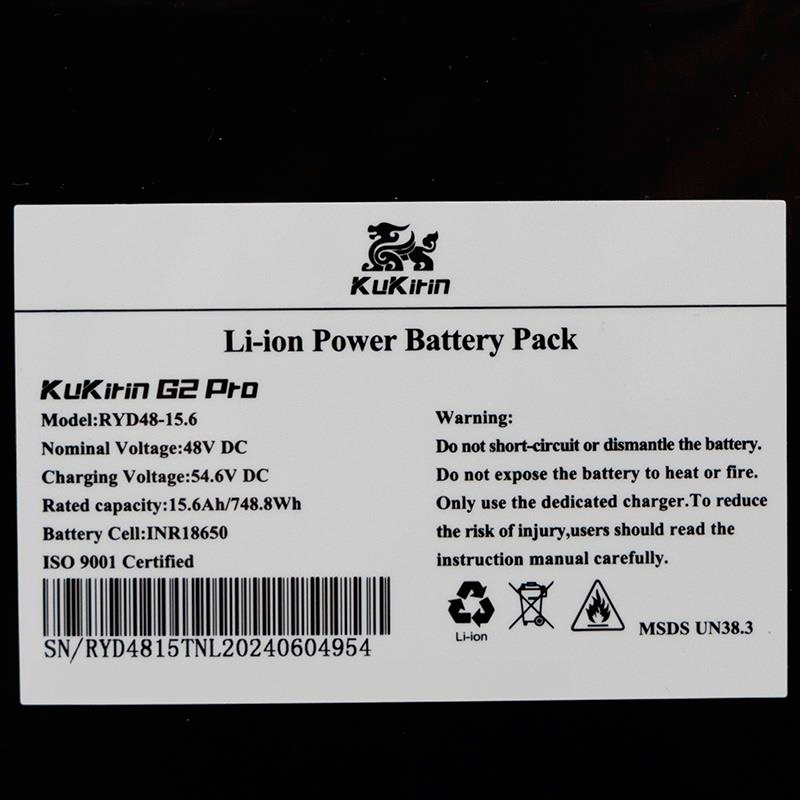 KuKirin
Li-ion Power Battery Pack
KuKirin G2 Pro
Model:RYD48-15.6
Nominal Voltage:48V DC
Charging Voltage:54.6V DC
Rated capacity:15.6Ah/748.8Wh
Battery Cell:INR18650
ISO 9001 Certified
SN/RYD4815TNL20240604954
Warning:
Do not short-circuit or dismantle the battery.
Do not expose the battery to heat or fire.
Only use the dedicated charger.To reduce
the risk of injury,users should read the
instruction manual carefully.
Li-ion
MSDS UN38.3